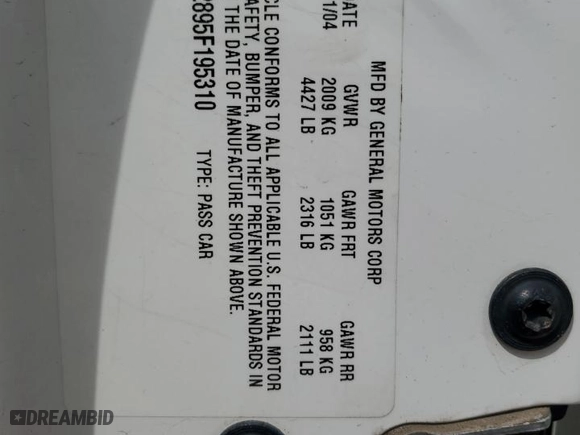 MFD BY GENERAL MOTORS CORP
ATE GVWR GAWR FRT GAWR RR
1/04 2009 KG 1051 KG 958 KG
4427 LB 2316 LB 2111 LB
CLE CONFORMS TO ALL APPLICABLE U.S. FEDERAL MOTOR
AFETY, BUMPER, AND THEFT PREVENTION STANDARDS IN
THE DATE OF MANUFACTURE SHOWN ABOVE.
895F195310 TYPE: PASS CAR
DREAMBID